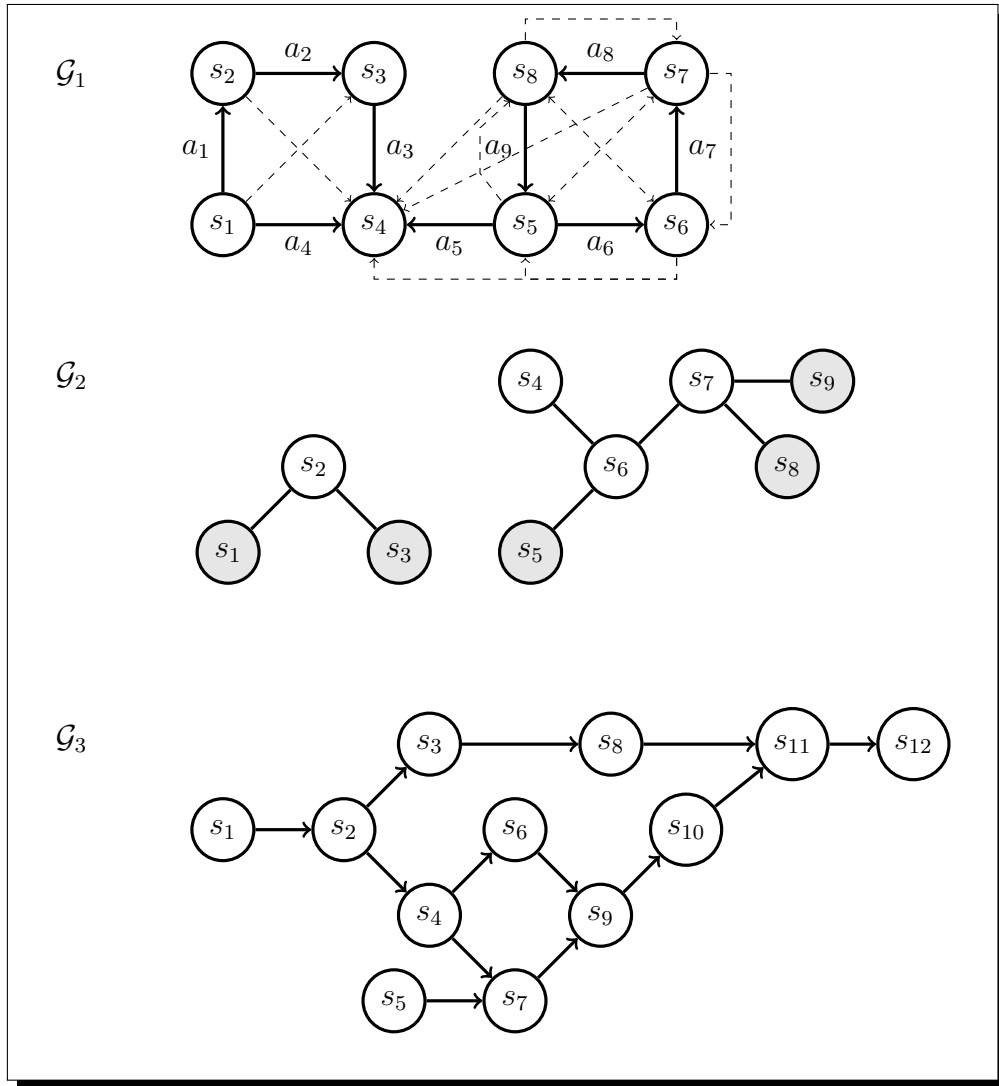 𝒢₁
s₂ a₂ s₃ s₈ a₈ s₇
a₁ a₃ a₉ a₇
s₁ a₄ s₄ a₅ s₅ a₆ s₆
𝒢₂
s₄ s₇ s₉
s₂ s₆ s₈
s₁ s₃ s₅
𝒢₃
s₃ s₈ s₁₁ s₁₂
s₁ s₂ s₆ s₁₀
s₄ s₉
s₅ s₇